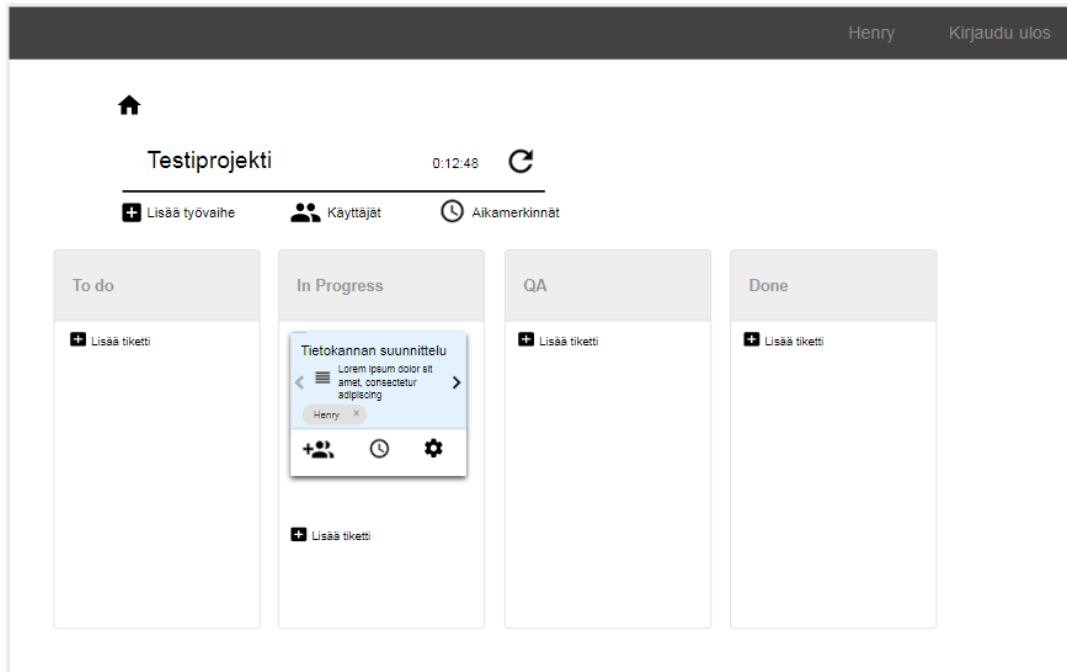 Henry Kirjaudu ulos
Testiprojekti 0:12:48
Lisää työvaihe Käyttäjät Aikamerkinnät
To do In Progress QA Done
Lisää tiketti Lisää tiketti Lisää tiketti
Tietokannan suunnittelu
Lorem ipsum dolor sit
amet, consectetur
adipiscing
Henry x
Lisää tiketti